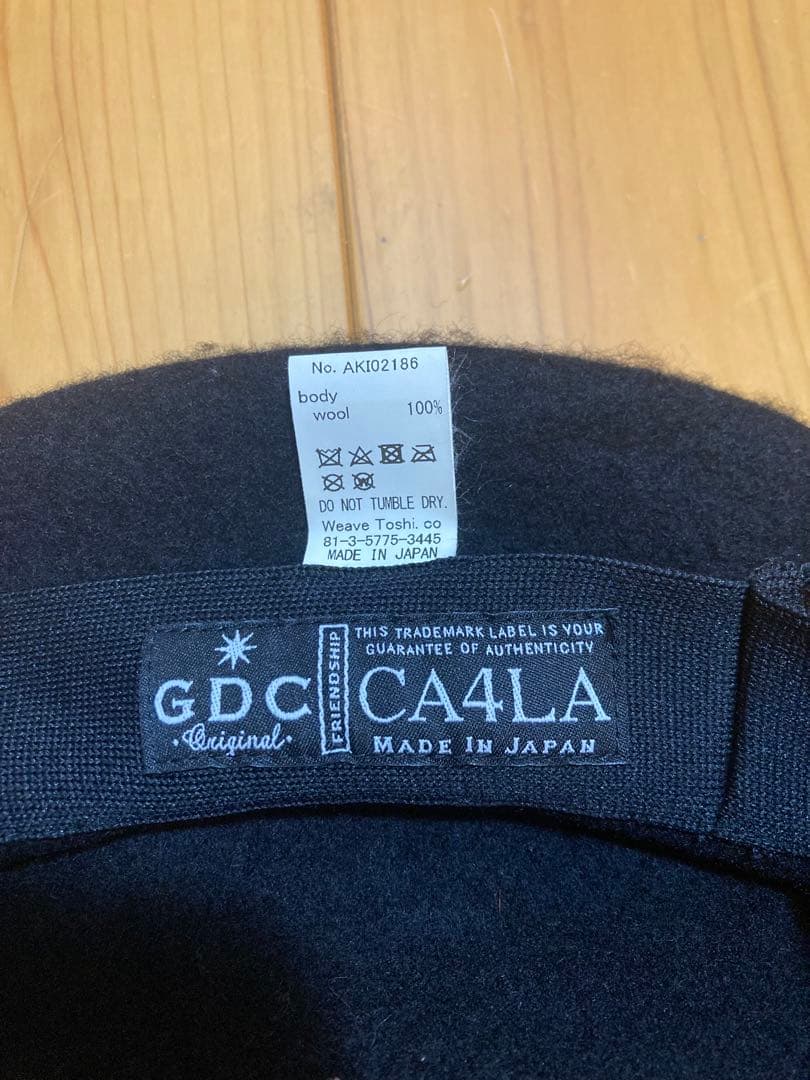 No. AKI02186
body
wool 100%
W
DO NOT TUMBLE DRY.
Weave Toshi. co
81-3-5775-3445
MADE IN JAPAN
GDC
·Original·
FRIENDSHIP
THIS TRADEMARK LABEL IS YOUR
GUARANTEE OF AUTHENTICITY
CA4LA
MADE IN JAPAN